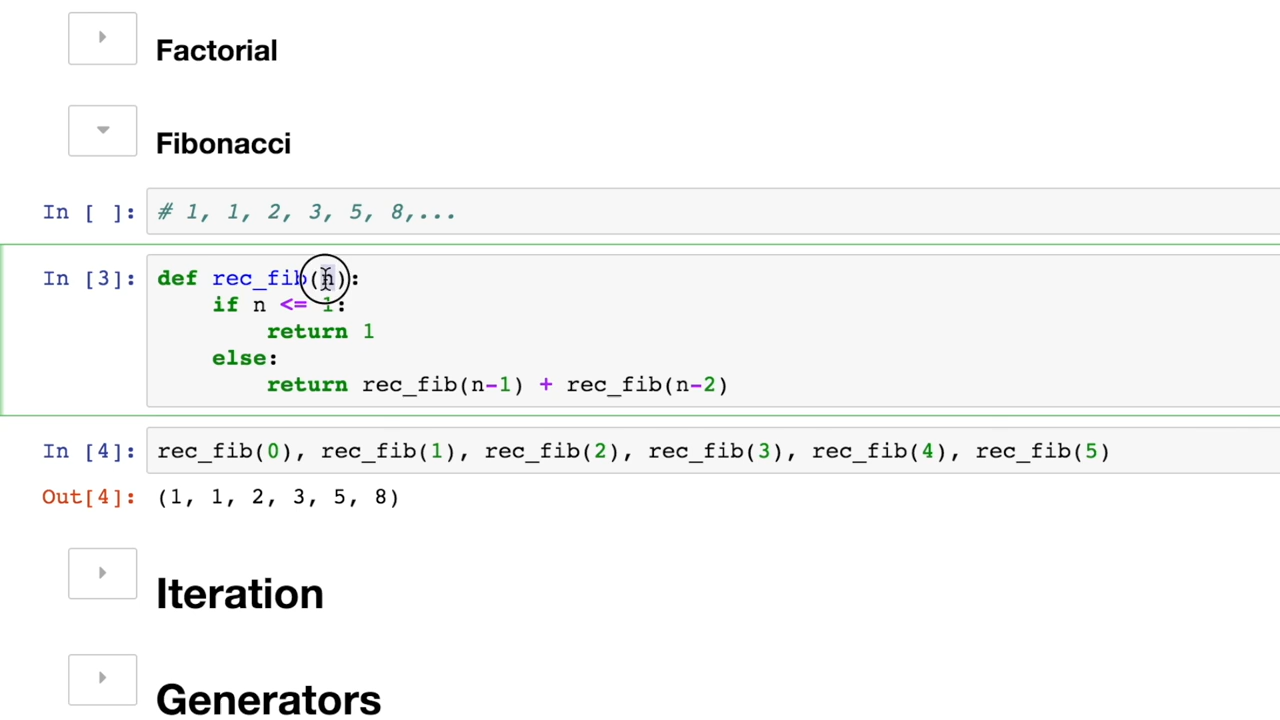 Factorial
Fibonacci
In [ ]: # 1, 1, 2, 3, 5, 8,...
In [3]: def rec_fib(n):
if n <= 1:
return 1
else:
return rec_fib(n-1) + rec_fib(n-2)
In [4]: rec_fib(0), rec_fib(1), rec_fib(2), rec_fib(3), rec_fib(4), rec_fib(5)
Out[4]: (1, 1, 2, 3, 5, 8)
Iteration
Generators